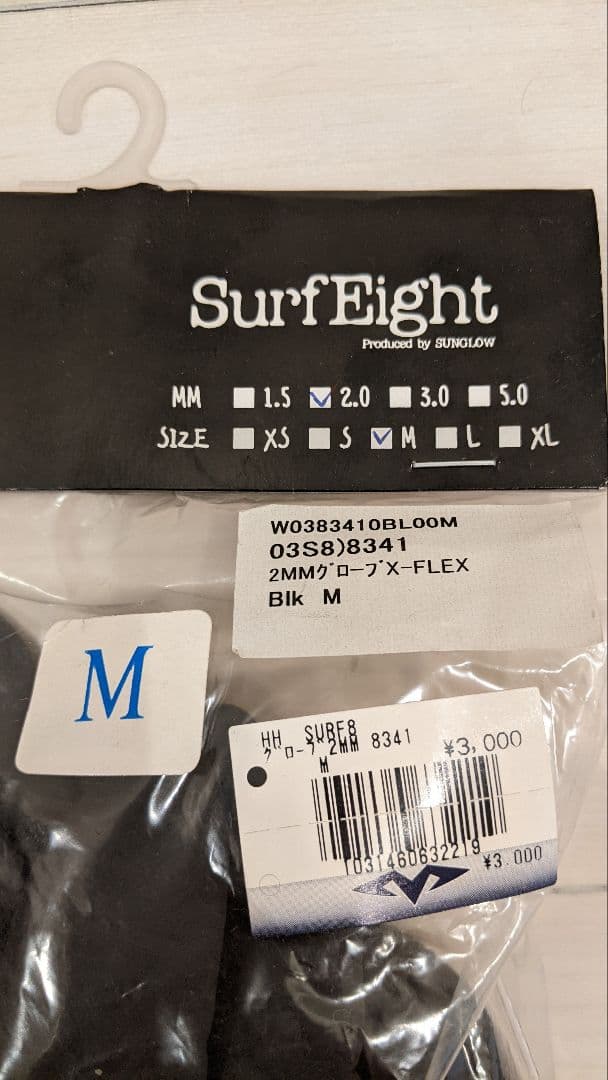 SurfEight
Produced by SUNGLOW
MM 1.5 2.0 3.0 5.0
SIZE XS S M L XL
W0383410BL00M
03S8)8341
2MMｸﾞﾛｰﾌﾞX-FLEX
Blk M
M
HH SURF8
ｸﾞﾛｰﾌﾞ2MM 8341 ¥3,000
M
1031460632219
¥3.000